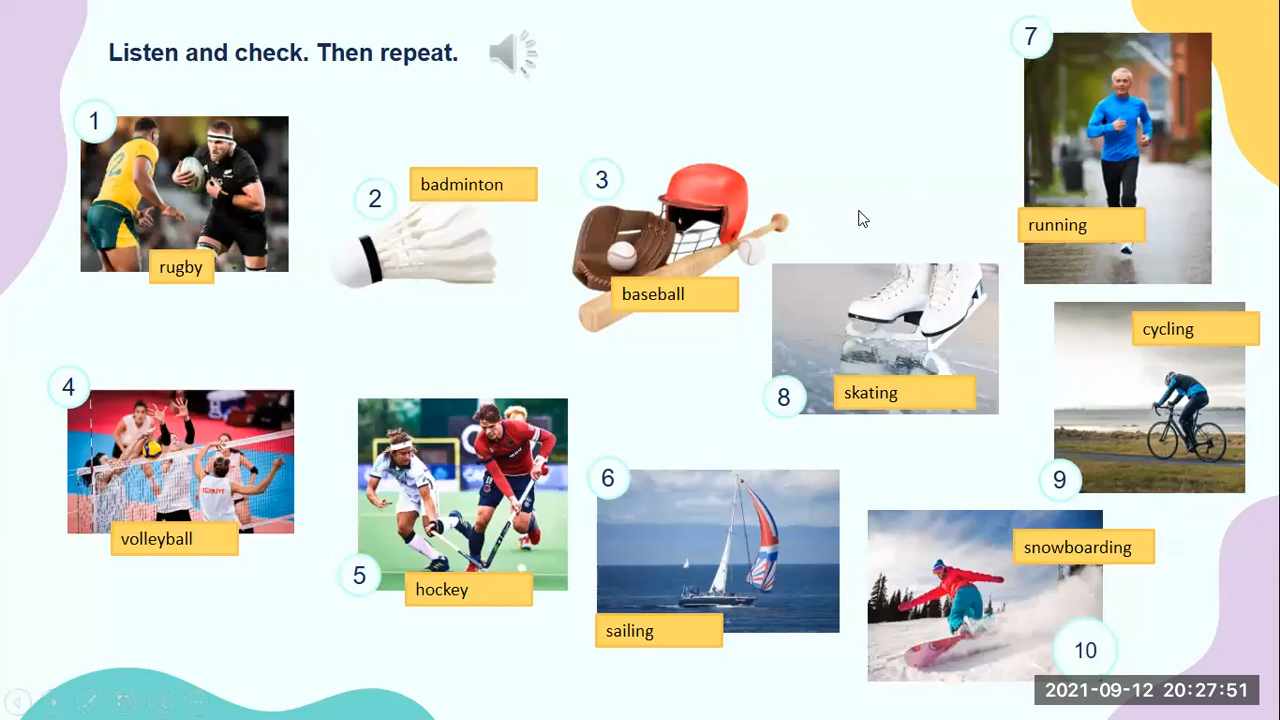 Listen and check. Then repeat.
1
rugby
2
badminton
3
baseball
4
volleyball
5
hockey
6
sailing
7
running
8
skating
9
cycling
10
snowboarding
2021-09-12 20:27:51